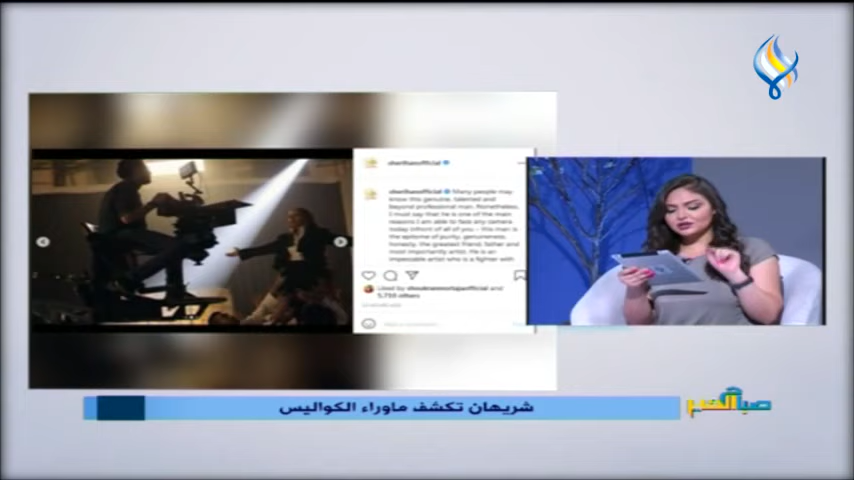 sherihanofficial
sherihanofficial Many people may
know this genuine, talented and
beyond professional man. Nonetheless,
I must say that he is one of the main
reasons I am able to face any camera
today infront of all of you - this man is
the epitome of purity, genuineness,
honesty, the greatest friend, father and
most importantly artist. He is an
impeccable artist who is a fighter with
Liked by and
5,710 others
شريهان تكشف ماوراء الكواليس
صباح الخير